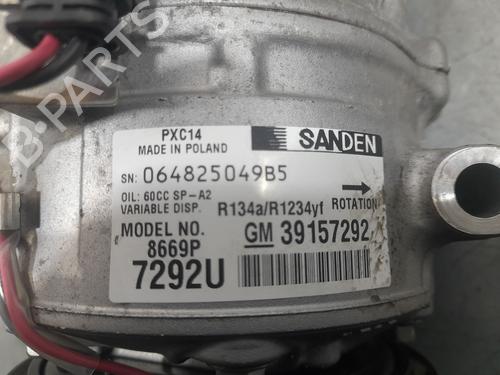 PXC14
MADE IN POLAND
SANDEN
SN: 064825049B5
OIL: 60CC SP-A2
VARIABLE DISP.
R134a/R1234yf
ROTATION
MODEL NO.
8669P
GM 39157292
7292U
B-PARTS